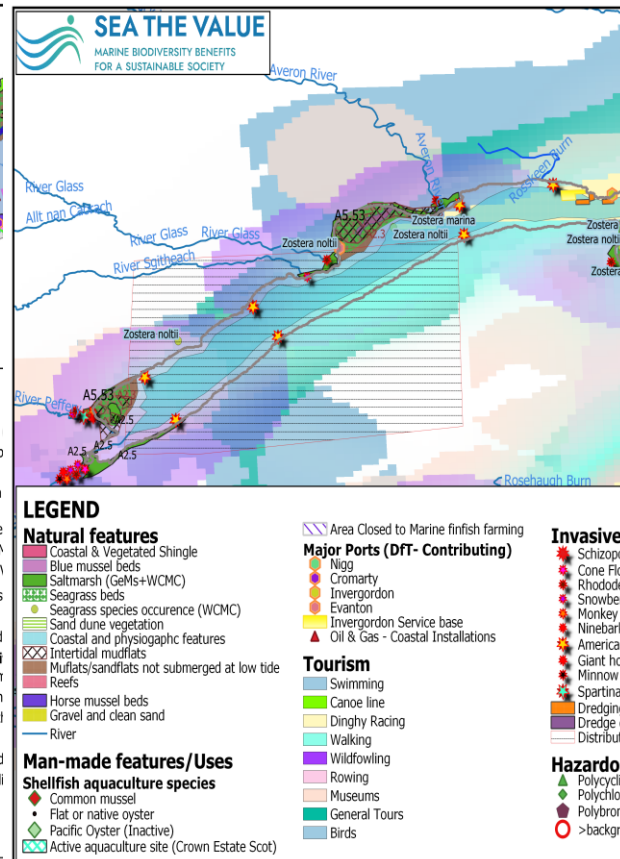 SEA THE VALUE
MARINE BIODIVERSITY BENEFITS
FOR A SUSTAINABLE SOCIETY
Averon River
Averon
Rosskeen Burn
River Glass
Allt nan
River Glass
River Glass
River Sgitheach
A5.53
Zostera marina
Zostera noltii
Zostera noltii
Zostera
Zostera noltii
Zostera
Zostera noltii
A5.53
River Peffery
A2.5
A2.5
A2.5
A2.5
Rosehaugh Burn
LEGEND
Natural features
Coastal & Vegetated Shingle
Blue mussel beds
Saltmarsh (GeMs+WCMC)
Seagrass beds
Seagrass species occurence (WCMC)
Sand dune vegetation
Coastal and physiogaphc features
Intertidal mudflats
Muflats/sandflats not submerged at low tide
Reefs
Horse mussel beds
Gravel and clean sand
River
Man-made features/Uses
Shellfish aquaculture species
Common mussel
Flat or native oyster
Pacific Oyster (Inactive)
Active aquaculture site (Crown Estate Scot)
Area Closed to Marine finfish farming
Major Ports (DfT- Contributing)
Nigg
Cromarty
Invergordon
Evanton
Invergordon Service base
Oil & Gas - Coastal Installations
Tourism
Swimming
Canoe line
Dinghy Racing
Walking
Wildfowling
Rowing
Museums
General Tours
Birds
Invasive
Schizopo
Cone Flo
Rhodode
Snowber
Monkey
Ninebark
America
Giant ho
Minnow
Spartina
Dredging
Dredge
Distribut
Hazardo
Polycycli
Polychlo
Polybrom
>backgr